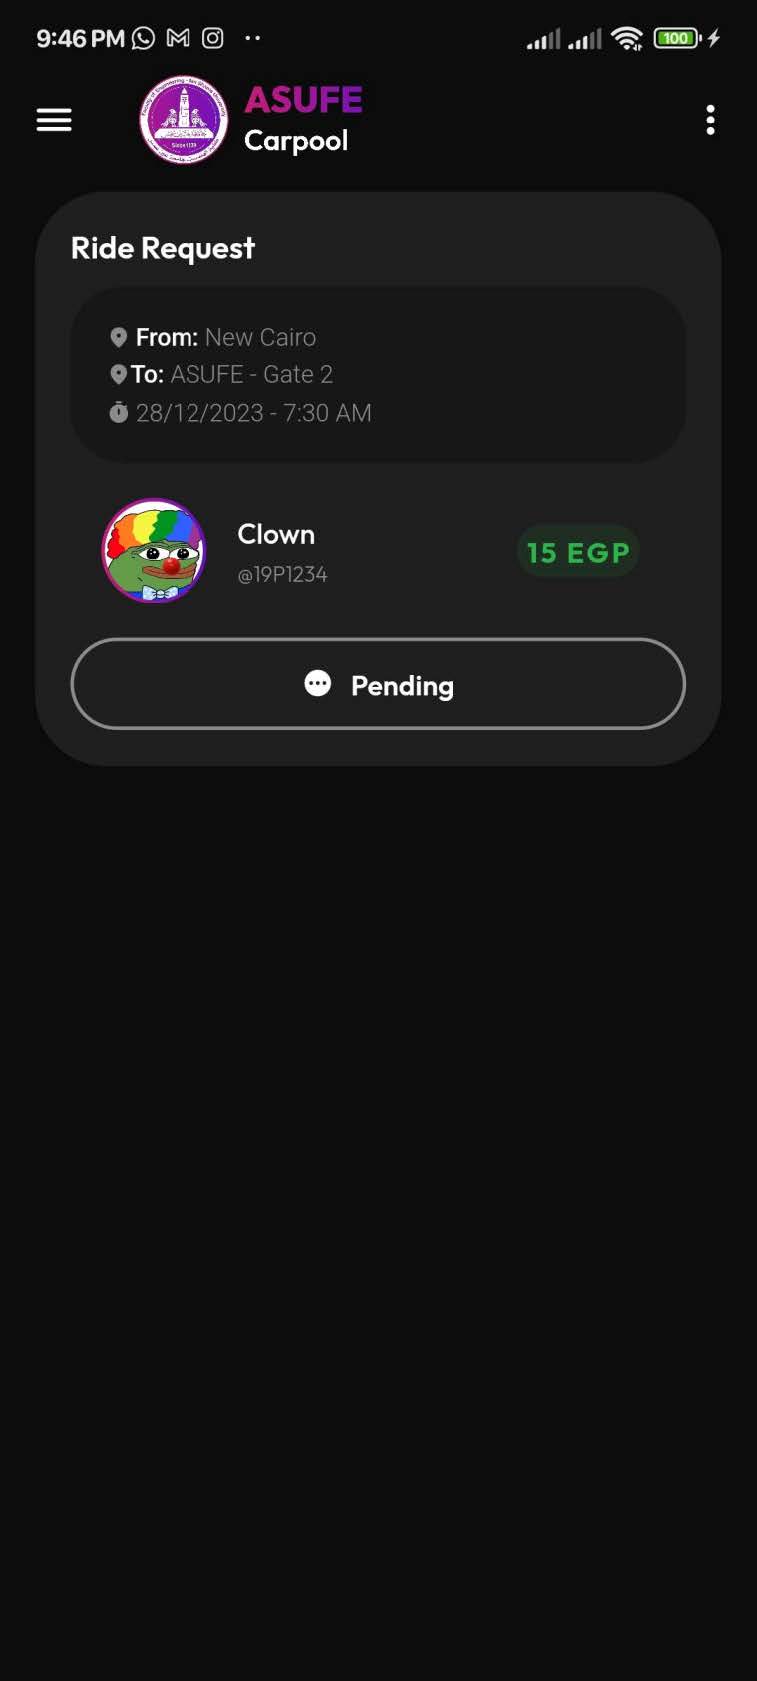 9:46 PM
100
ASUFE
Carpool
Ride Request
From: New Cairo
To: ASUFE - Gate 2
28/12/2023 - 7:30 AM
Clown
@19P1234
15 EGP
Pending